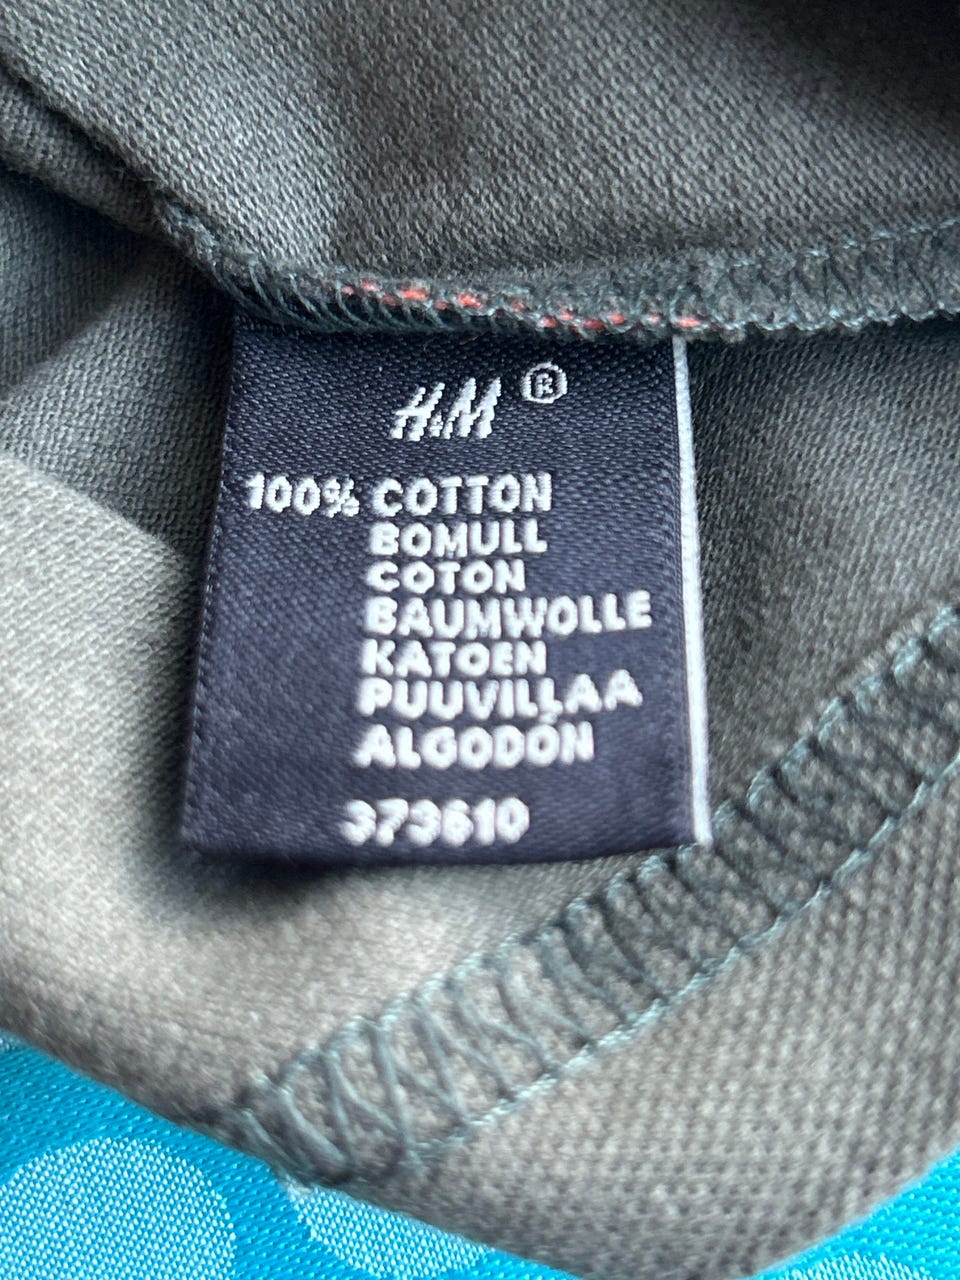 H&M ®
100% COTTON
BOMULL
COTON
BAUMWOLLE
KATOEN
PUUVILLAA
ALGODÓN
373610